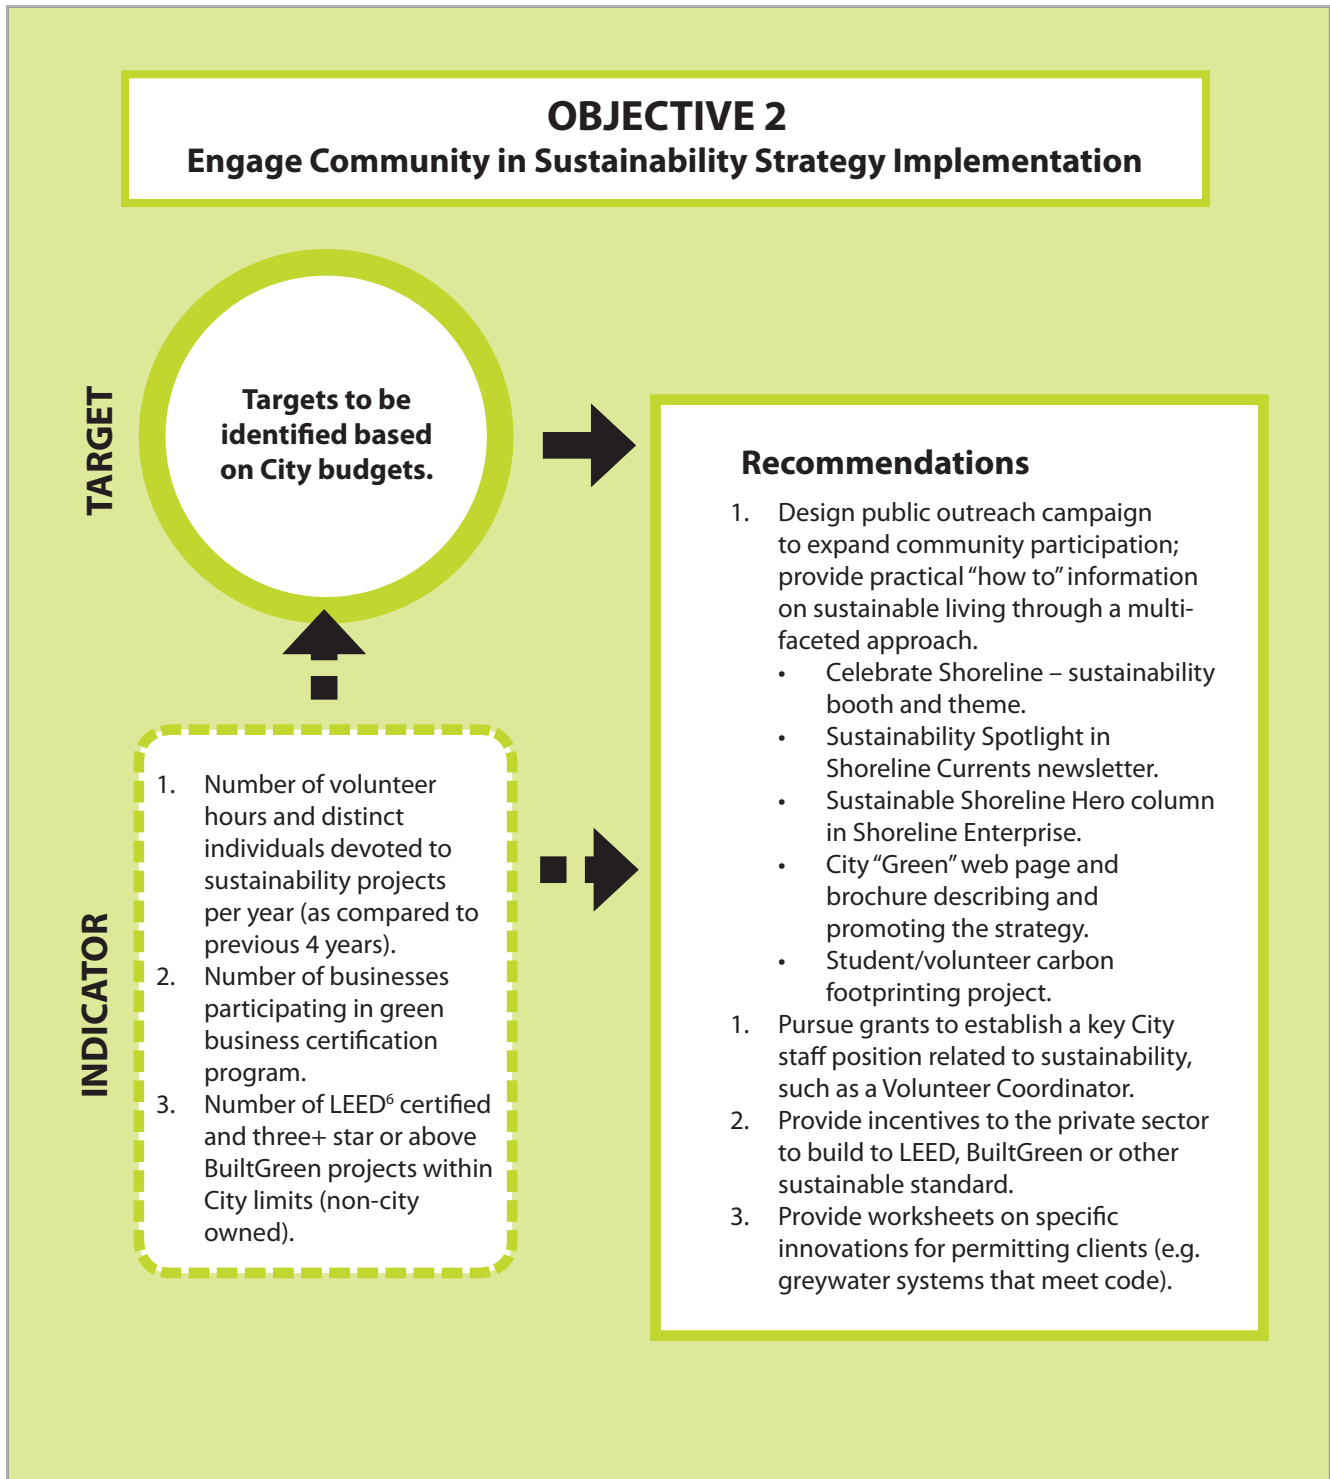 OBJECTIVE 2
Engage Community in Sustainability Strategy Implementation
TARGET
Targets to be
identified based
on City budgets.
INDICATOR
1. Number of volunteer
hours and distinct
individuals devoted to
sustainability projects
per year (as compared to
previous 4 years).
2. Number of businesses
participating in green
business certification
program.
3. Number of LEED⁶ certified
and three+ star or above
BuiltGreen projects within
City limits (non-city
owned).
Recommendations
1. Design public outreach campaign
to expand community participation;
provide practical “how to” information
on sustainable living through a multi-
faceted approach.
• Celebrate Shoreline – sustainability
booth and theme.
• Sustainability Spotlight in
Shoreline Currents newsletter.
• Sustainable Shoreline Hero column
in Shoreline Enterprise.
• City “Green” web page and
brochure describing and
promoting the strategy.
• Student/volunteer carbon
footprinting project.
1. Pursue grants to establish a key City
staff position related to sustainability,
such as a Volunteer Coordinator.
2. Provide incentives to the private sector
to build to LEED, BuiltGreen or other
sustainable standard.
3. Provide worksheets on specific
innovations for permitting clients (e.g.
greywater systems that meet code).